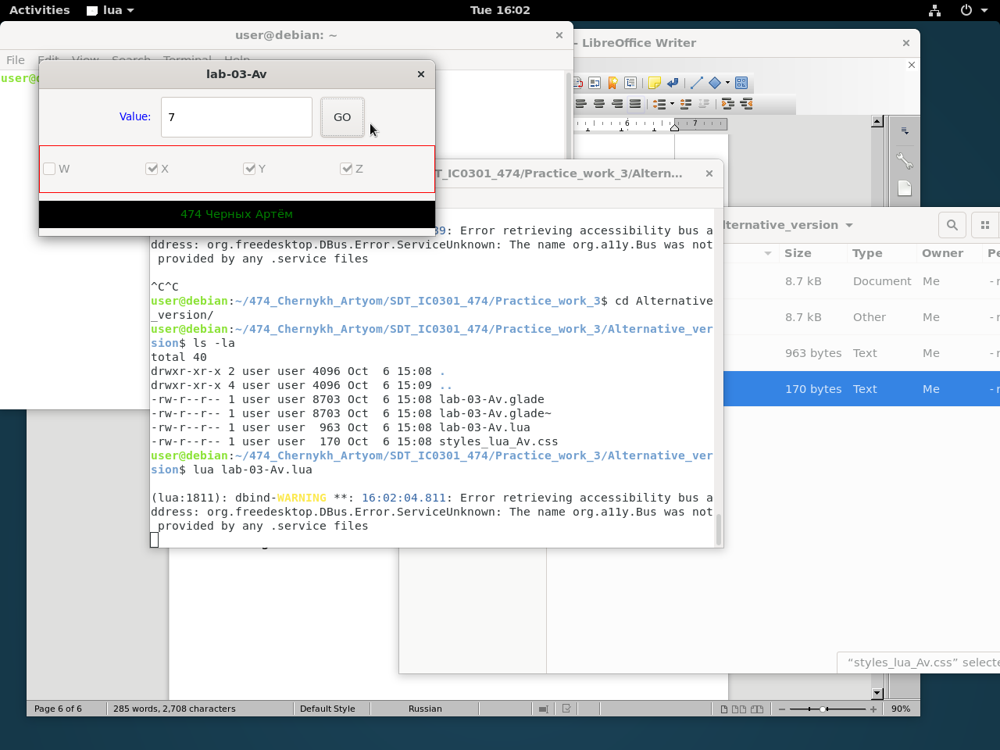 Activities lua Tue 16:02
user@debian: ~
LibreOffice Writer
File Edit View Search Terminal Help
lab-03-Av
Value: 7 GO
W X Y Z
474 Черных Артём
6 7
T_IC0301_474/Practice_work_3/Altern...
39: Error retrieving accessibility bus a
ddress: org.freedesktop.DBus.Error.ServiceUnknown: The name org.a11y.Bus was not
provided by any .service files
^C^C
user@debian:~/474_Chernykh_Artyom/SDT_IC0301_474/Practice_work_3$ cd Alternative
_version/
user@debian:~/474_Chernykh_Artyom/SDT_IC0301_474/Practice_work_3/Alternative_ver
sion$ ls -la
total 40
drwxr-xr-x 2 user user 4096 Oct  6 15:08 .
drwxr-xr-x 4 user user 4096 Oct  6 15:09 ..
-rw-r--r-- 1 user user 8703 Oct  6 15:08 lab-03-Av.glade
-rw-r--r-- 1 user user 8703 Oct  6 15:08 lab-03-Av.glade~
-rw-r--r-- 1 user user  963 Oct  6 15:08 lab-03-Av.lua
-rw-r--r-- 1 user user  170 Oct  6 15:08 styles_lua_Av.css
user@debian:~/474_Chernykh_Artyom/SDT_IC0301_474/Practice_work_3/Alternative_ver
sion$ lua lab-03-Av.lua
(lua:1811): dbind-WARNING **: 16:02:04.811: Error retrieving accessibility bus a
ddress: org.freedesktop.DBus.Error.ServiceUnknown: The name org.a11y.Bus was not
provided by any .service files
lternative_version
Size Type Owner
8.7 kB Document Me
8.7 kB Other Me
963 bytes Text Me
170 bytes Text Me
“styles_lua_Av.css” selecte
Page 6 of 6 285 words, 2,708 characters Default Style Russian 90%